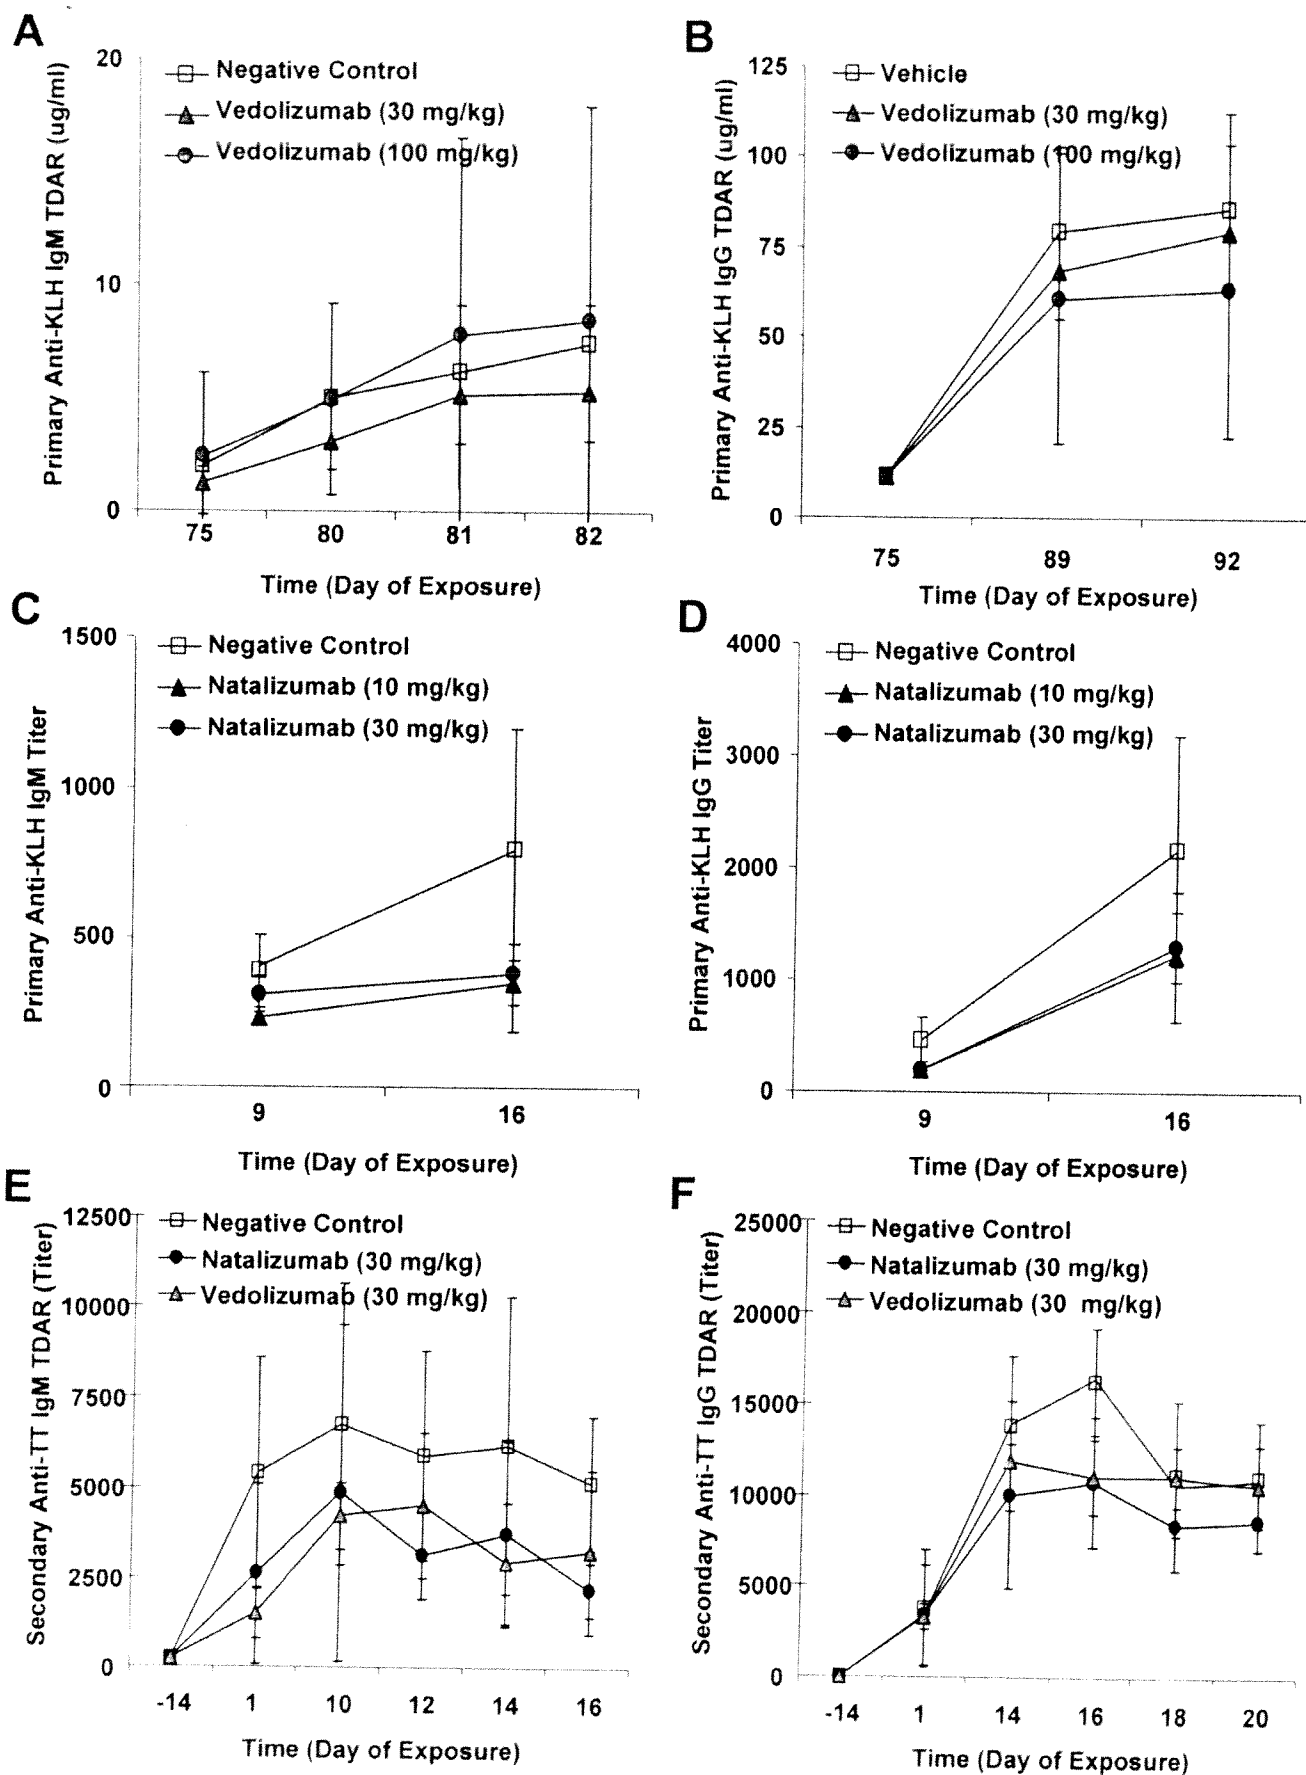 A
Primary Anti-KLH IgM TDAR (ug/ml)
20
10
0
Negative Control
Vedolizumab (30 mg/kg)
Vedolizumab (100 mg/kg)
75 80 81 82
Time (Day of Exposure)
B
Primary Anti-KLH IgG TDAR (ug/ml)
125
100
75
50
25
0
Vehicle
Vedolizumab (30 mg/kg)
Vedolizumab (100 mg/kg)
75 89 92
Time (Day of Exposure)
C
Primary Anti-KLH IgM Titer
1500
1000
500
0
Negative Control
Natalizumab (10 mg/kg)
Natalizumab (30 mg/kg)
9 16
Time (Day of Exposure)
D
Primary Anti-KLH IgG Titer
4000
3000
2000
1000
0
Negative Control
Natalizumab (10 mg/kg)
Natalizumab (30 mg/kg)
9 16
Time (Day of Exposure)
E
Secondary Anti-TT IgM TDAR (Titer)
12500
10000
7500
5000
2500
0
Negative Control
Natalizumab (30 mg/kg)
Vedolizumab (30 mg/kg)
-14 1 10 12 14 16
Time (Day of Exposure)
F
Secondary Anti-TT IgG TDAR (Titer)
25000
20000
15000
10000
5000
0
Negative Control
Natalizumab (30 mg/kg)
Vedolizumab (30 mg/kg)
-14 1 14 16 18 20
Time (Day of Exposure)